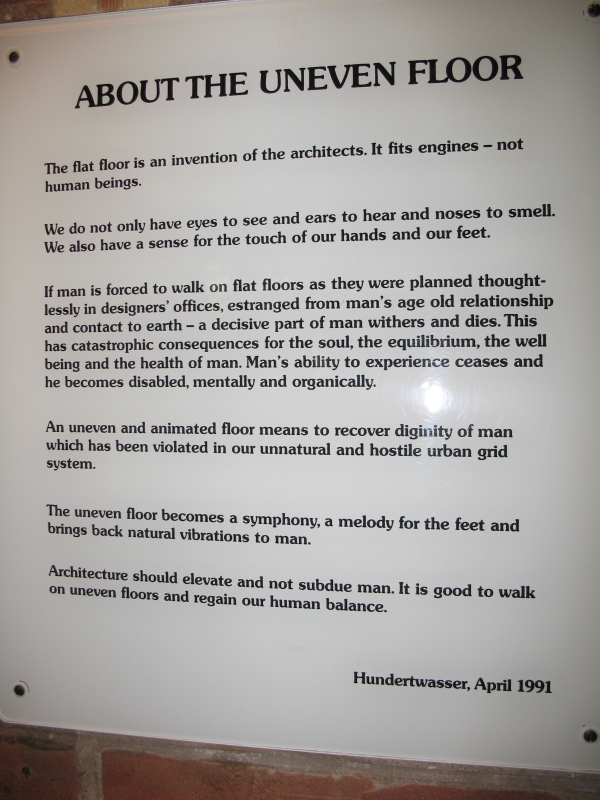 ABOUT THE UNEVEN FLOOR
The flat floor is an invention of the architects. It fits engines – not
human beings.
We do not only have eyes to see and ears to hear and noses to smell.
We also have a sense for the touch of our hands and our feet.
If man is forced to walk on flat floors as they were planned thought-
lessly in designers' offices, estranged from man's age old relationship
and contact to earth – a decisive part of man withers and dies. This
has catastrophic consequences for the soul, the equilibrium, the well
being and the health of man. Man's ability to experience ceases and
he becomes disabled, mentally and organically.
An uneven and animated floor means to recover diginity of man
which has been violated in our unnatural and hostile urban grid
system.
The uneven floor becomes a symphony, a melody for the feet and
brings back natural vibrations to man.
Architecture should elevate and not subdue man. It is good to walk
on uneven floors and regain our human balance.
Hundertwasser, April 1991